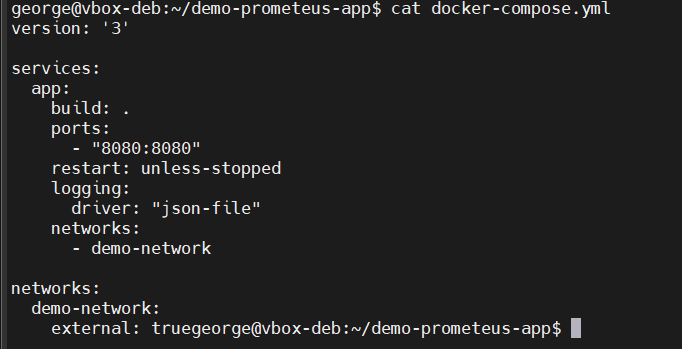 george@vbox-deb:~/demo-prometeus-app$ cat docker-compose.yml
version: '3'

services:
  app:
    build: .
    ports:
      - "8080:8080"
    restart: unless-stopped
    logging:
      driver: "json-file"
    networks:
      - demo-network

networks:
  demo-network:
    external: truegeorge@vbox-deb:~/demo-prometeus-app$